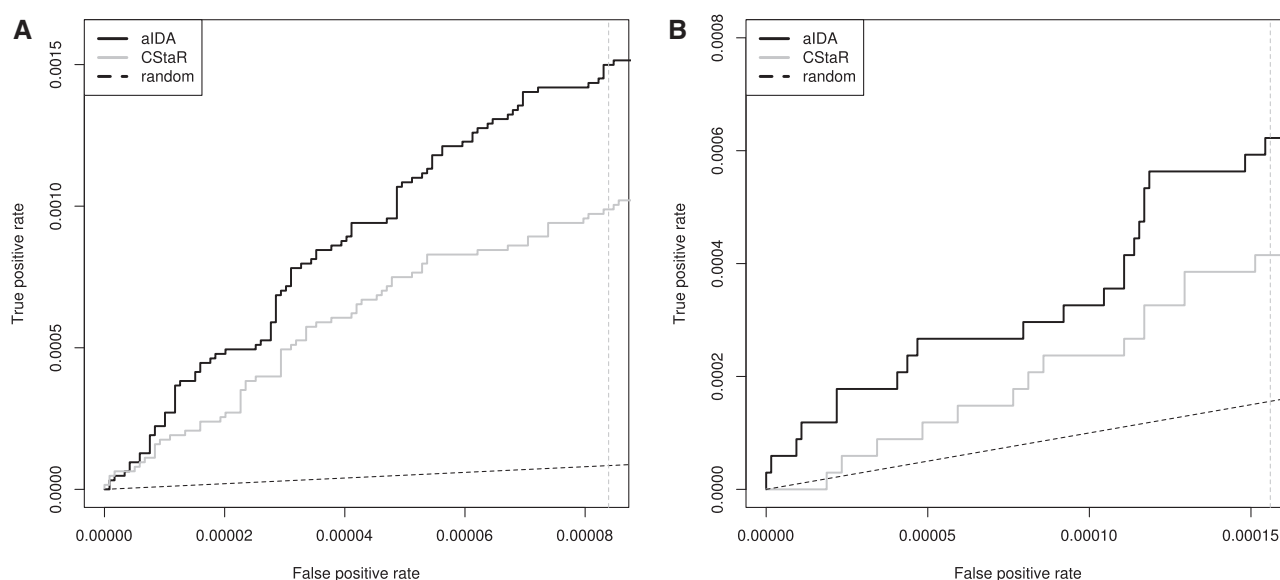 A
aIDA
CStaR
random
True positive rate
0.0015
0.0010
0.0005
0.0000
0.00000 0.00002 0.00004 0.00006 0.00008
False positive rate
B
aIDA
CStaR
random
True positive rate
0.0008
0.0006
0.0004
0.0002
0.0000
0.00000 0.00005 0.00010 0.00015
False positive rate